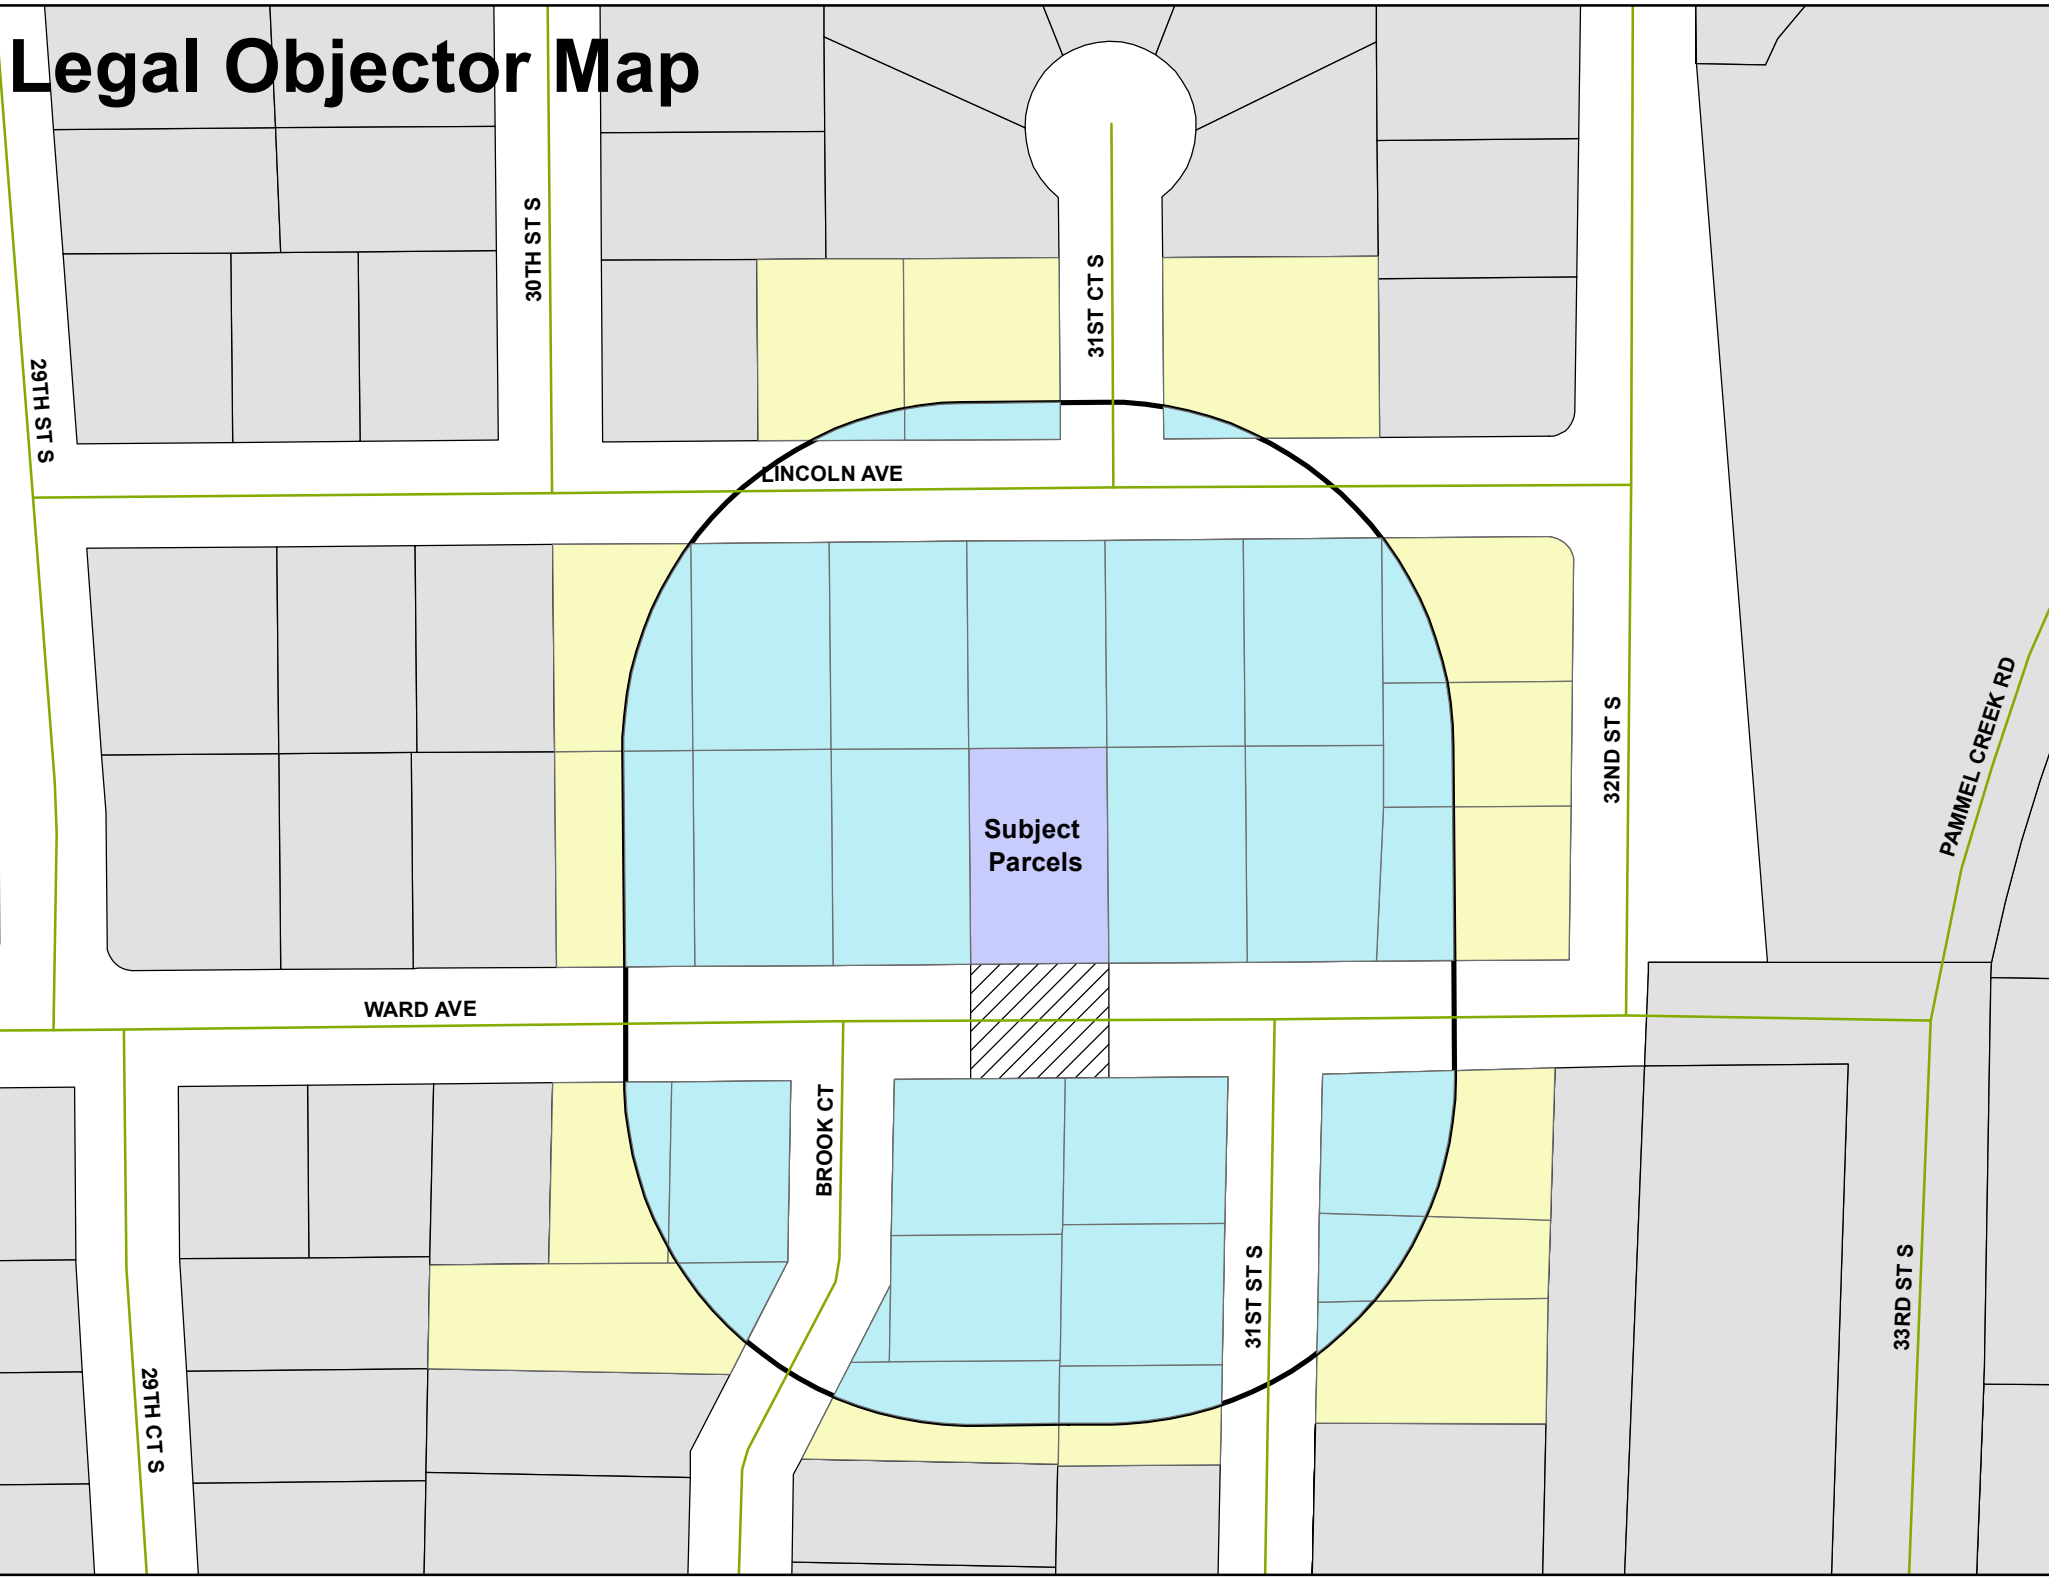 Legal Objector Map
30TH ST S
31ST CT S
29TH ST S
LINCOLN AVE
32ND ST S
PAMMEL CREEK RD
Subject
Parcels
WARD AVE
BROOK CT
31ST ST S
33RD ST S
29TH CT S